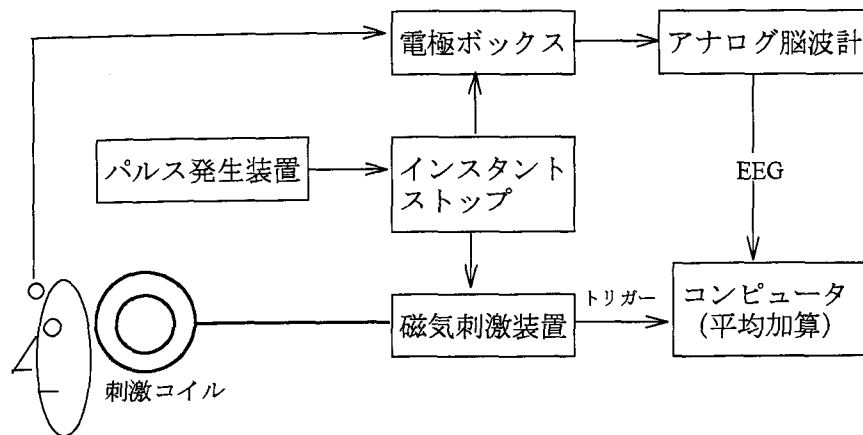 電極ボックス
アナログ脳波計
パルス発生装置
インスタント
ストップ
EEG
磁気刺激装置
トリガー
コンピュータ
(平均加算)
刺激コイル